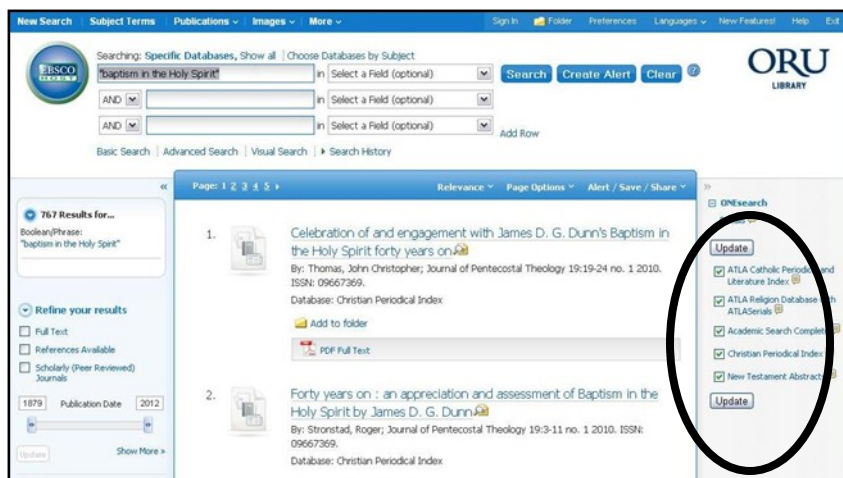 New Search Subject Terms Publications Images More Sign In Folder Preferences Languages New Features! Help Exit
Searching: Specific Databases, Show all Choose Databases by Subject
EBSCO HOST
"baptism in the Holy Spirit" in Select a Field (optional) Search Create Alert Clear
ORU
LIBRARY
AND in Select a Field (optional)
AND in Select a Field (optional) Add Row
Basic Search Advanced Search Visual Search Search History
« Page: 1 2 3 4 5 Relevance Page Options Alert / Save / Share »
767 Results for...
Boolean/Phrase:
"baptism in the Holy Spirit"
Refine your results
Full Text
References Available
Scholarly (Peer Reviewed)
Journals
1879 Publication Date 2012
Update Show More »
1. Celebration of and engagement with James D. G. Dunn's Baptism in
the Holy Spirit forty years on
By: Thomas, John Christopher; Journal of Pentecostal Theology 19:19-24 no. 1 2010.
ISSN: 09667369.
Database: Christian Periodical Index
Add to folder
PDF Full Text
2. Forty years on : an appreciation and assessment of Baptism in the
Holy Spirit by James D. G. Dunn
By: Stronstad, Roger; Journal of Pentecostal Theology 19:3-11 no. 1 2010. ISSN:
09667369.
Database: Christian Periodical Index
ONEsearch
Update
ATLA Catholic Periodical and
Literature Index
ATLA Religion Database with
ATLASerials
Academic Search Complete
Christian Periodical Index
New Testament Abstracts
Update